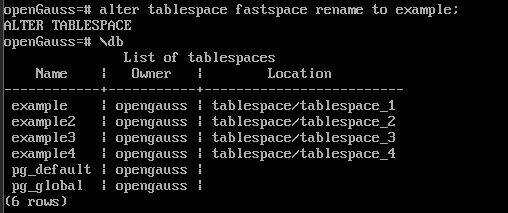 openGauss=# alter tablespace fastspace rename to example;
ALTER TABLESPACE
openGauss=# \db
List of tablespaces
Name | Owner | Location
------------+-----------+-------------------------
example | opengauss | tablespace/tablespace_1
example2 | opengauss | tablespace/tablespace_2
example3 | opengauss | tablespace/tablespace_3
example4 | opengauss | tablespace/tablespace_4
pg_default | opengauss |
pg_global | opengauss |
(6 rows)